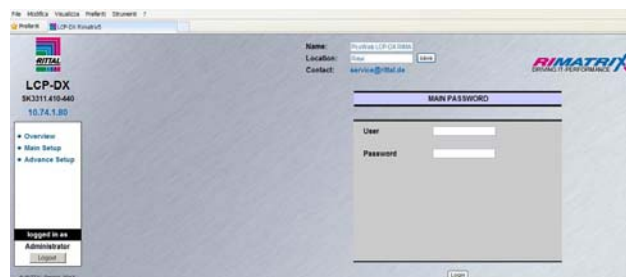 File Modifica Visualizza Preferiti Strumenti ?
Preferiti LCP-DX Rimatrix5
RITTAL
LCP-DX
SK3311.410-440
10.74.1.80
Overview
Main Setup
Advance Setup
logged in as
Administrator
Logout
Name:
Location:
save
Contact: service@rittal.de
RIMATRIX
DRIVING IT PERFORMANCE
MAIN PASSWORD
User
Password
Login